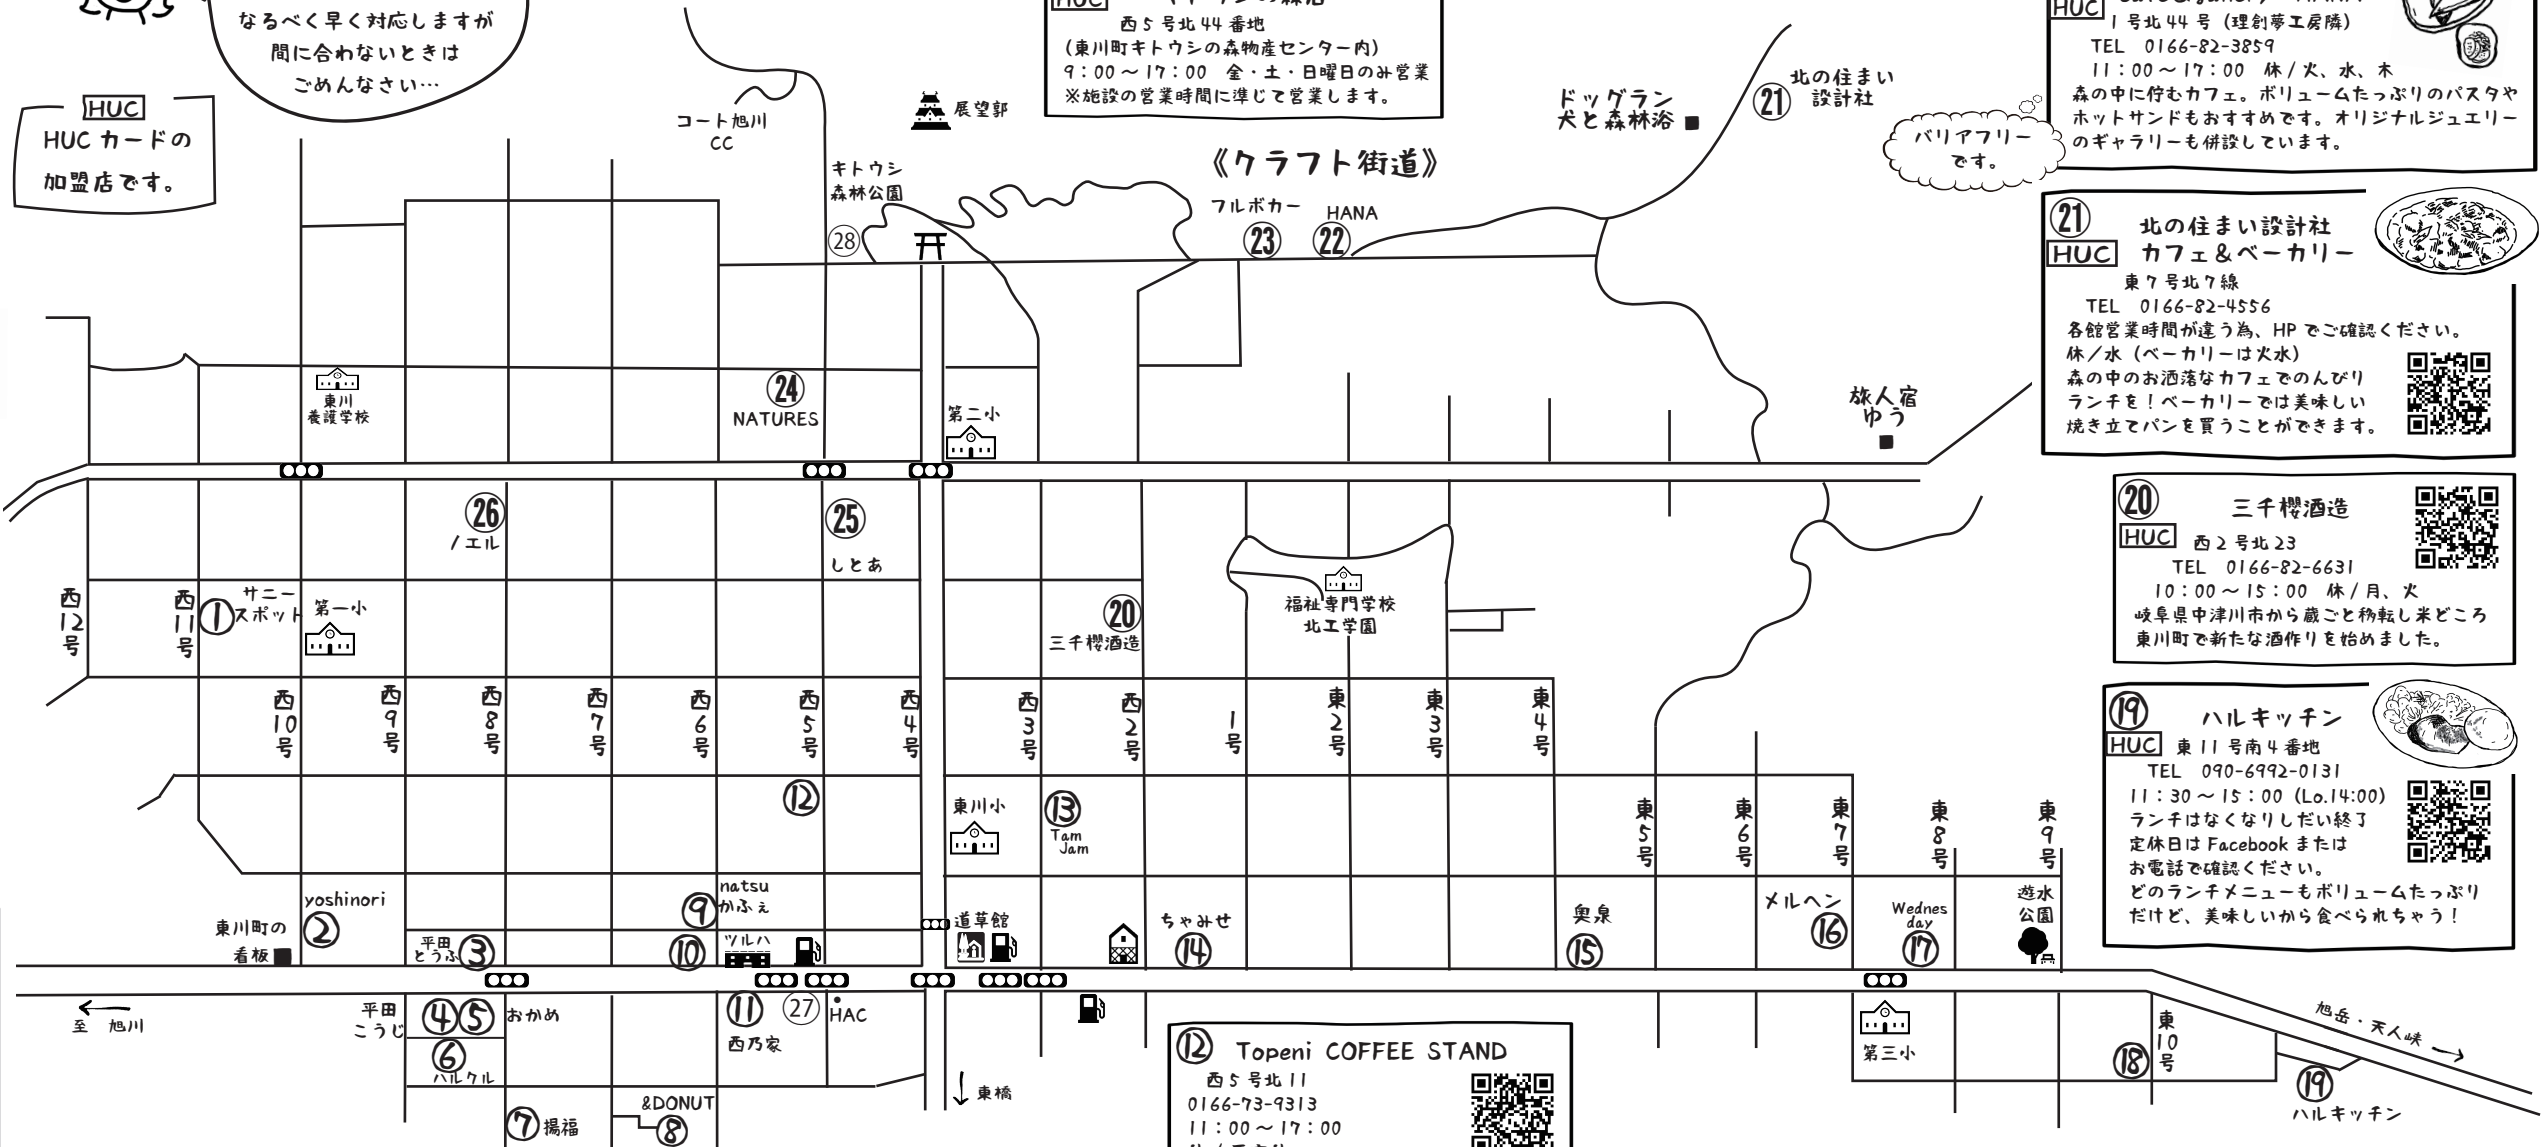 なるべく早く対応しますが
間に合わないときは
ごめんなさい…
HUC
HUC カードの
加盟店です。
HUC
西5号北44番地
(東川町キトウシの森物産センター内)
9:00~17:00 金・土・日曜日のみ営業
※施設の営業時間に準じて営業します。
HUC
1号北44号(理創夢工房隣)
TEL 0166-82-3859
11:00~17:00 休/火、水、木
森の中に佇むカフェ。ボリュームたっぷりのパスタや
ホットサンドもおすすめです。オリジナルジュエリー
のギャラリーも併設しています。
バリアフリー
です。
コート旭川
CC
展望郭
キトウシ
森林公園
28
《クラフト街道》
フルボカー
23
HANA
22
ドッグラン
犬と森林浴
21
北の住まい
設計社
21
北の住まい設計社
HUC カフェ&ベーカリー
東7号北7線
TEL 0166-82-4556
各館営業時間が違う為、HPでご確認ください。
休/水(ベーカリーは火水)
森の中のお洒落なカフェでのんびり
ランチを!ベーカリーでは美味しい
焼き立てパンを買うことができます。
東川
養護学校
24
NATURES
第二小
旅人宿
ゆう
26
ノエル
25
しとあ
20
三千櫻酒造
HUC 西2号北23
TEL 0166-82-6631
10:00~15:00 休/月、火
岐阜県中津川市から蔵ごと移転し米どころ
東川町で新たな酒作りを始めました。
西12号
西11号
1
サニー
スポット
第一小
20
三千櫻酒造
福祉専門学校
北工学園
西10号
西9号
西8号
西7号
西6号
西5号
西4号
西3号
西2号
1号
東2号
東3号
東4号
東5号
東6号
東7号
東8号
東9号
19
ハルキッチン
HUC 東11号南4番地
TEL 090-6992-0131
11:30~15:00(Lo.14:00)
ランチはなくなりしだい終了
定休日は Facebook または
お電話で確認ください。
どのランチメニューもボリュームたっぷり
だけど、美味しいから食べられちゃう!
12
東川小
13
Tam
Jam
yoshinori
2
東川町の
看板
平田
とうふ
3
9
natsu
かふぇ
10
ツルハ
道草館
ちゃみせ
14
奥泉
15
メルヘン
16
Wednes
day
17
遊水
公園
至 旭川
平田
こうじ
4
5
おかめ
6
ハルクル
7
揚福
&DONUT
8
11
西乃家
27
HAC
東橋
12
Topeni COFFEE STAND
西5号北11
0166-73-9313
11:00~17:00
第三小
18
東10号
旭岳・天人峡
19
ハルキッチン